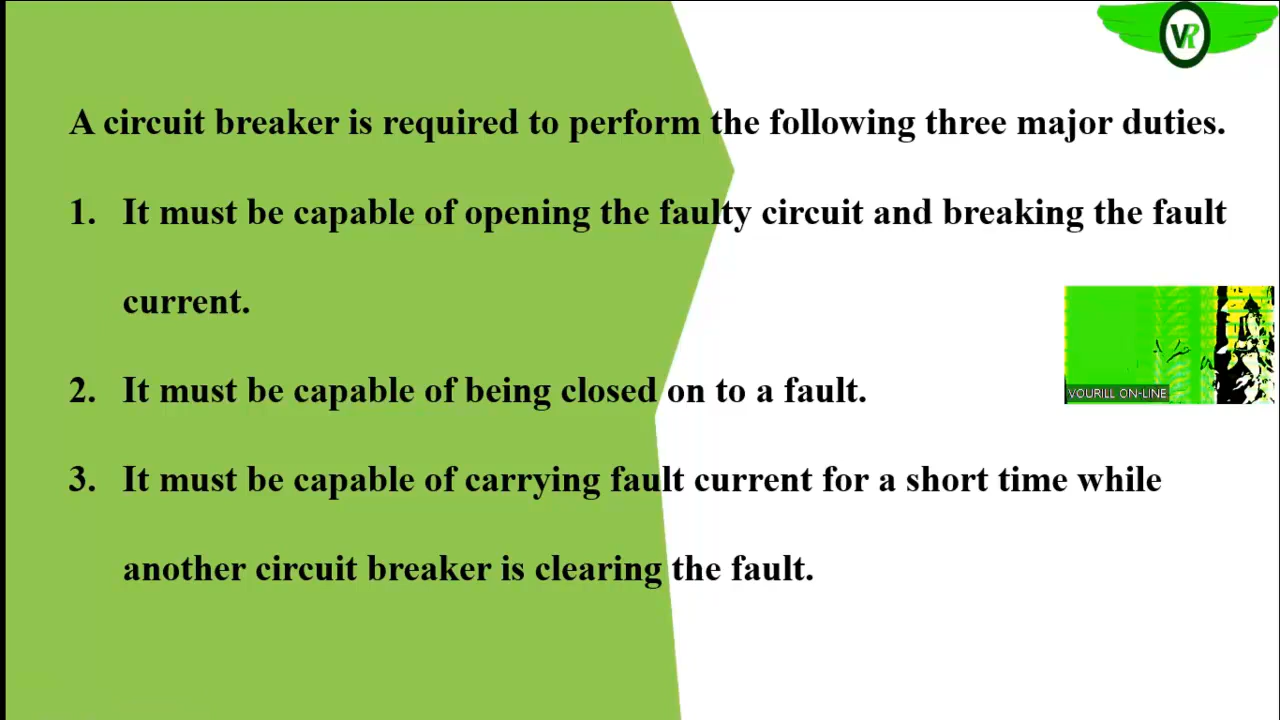 VR
A circuit breaker is required to perform the following three major duties.
1. It must be capable of opening the faulty circuit and breaking the fault
current.
2. It must be capable of being closed on to a fault.
VOURILL ON-LINE
3. It must be capable of carrying fault current for a short time while
another circuit breaker is clearing the fault.